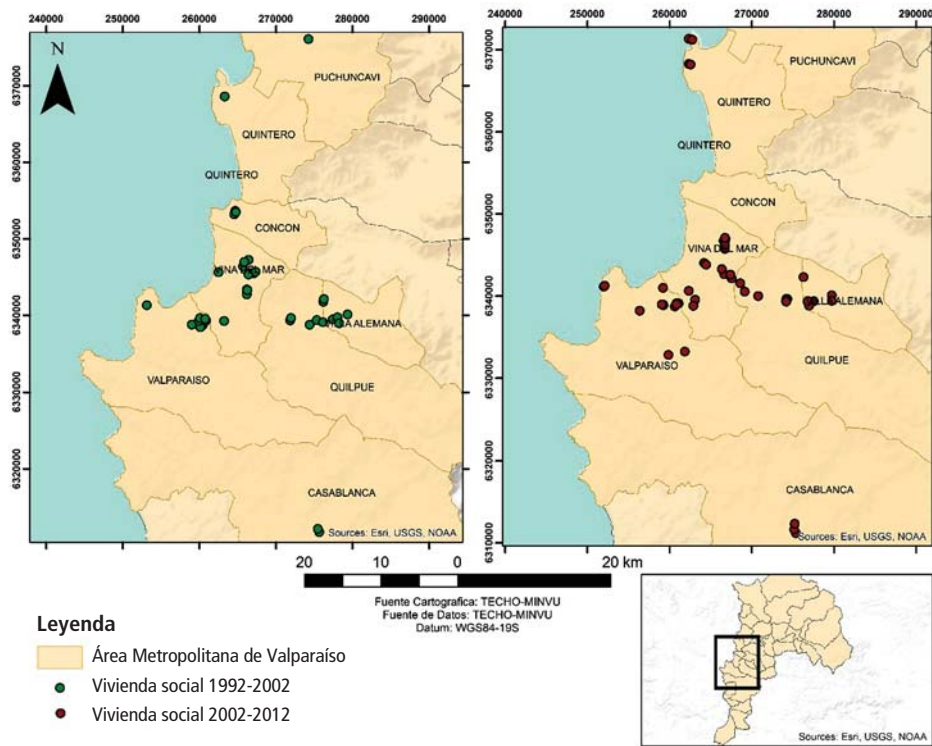 240000
250000
260000
270000
280000
290000
6370000
6360000
6350000
6340000
6330000
6320000
N
PUCHUNCAVI
QUINTERO
QUINTERO
CONCON
VINA DEL MAR
ALEMANA
VALPARAISO
QUILPUE
CASABLANCA
Sources: Esri, USGS, NOAA
240000
250000
260000
270000
280000
290000
6370000
6360000
6350000
6340000
6330000
6320000
6310000
PUCHUNCAVI
QUINTERO
QUINTERO
CONCON
VINA DEL MAR
ALEMANA
VALPARAISO
QUILPUE
CASABLANCA
Sources: Esri, USGS, NOAA
20 10 0 20 km
Fuente Cartografica: TECHO-MINVU
Fuente de Datos: TECHO-MINVU
Datum: WGS84-19S
Leyenda
Área Metropolitana de Valparaíso
Vivienda social 1992-2002
Vivienda social 2002-2012
Sources: Esri, USGS, NOAA